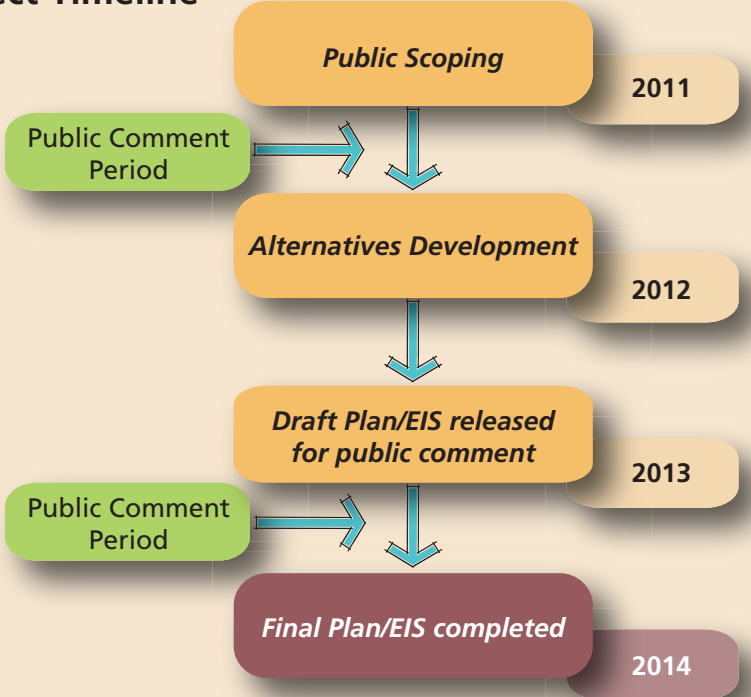 Timeline
Public Scoping
2011
Public Comment
Period
Alternatives Development
2012
Draft Plan/EIS released
for public comment
2013
Public Comment
Period
Final Plan/EIS completed
2014